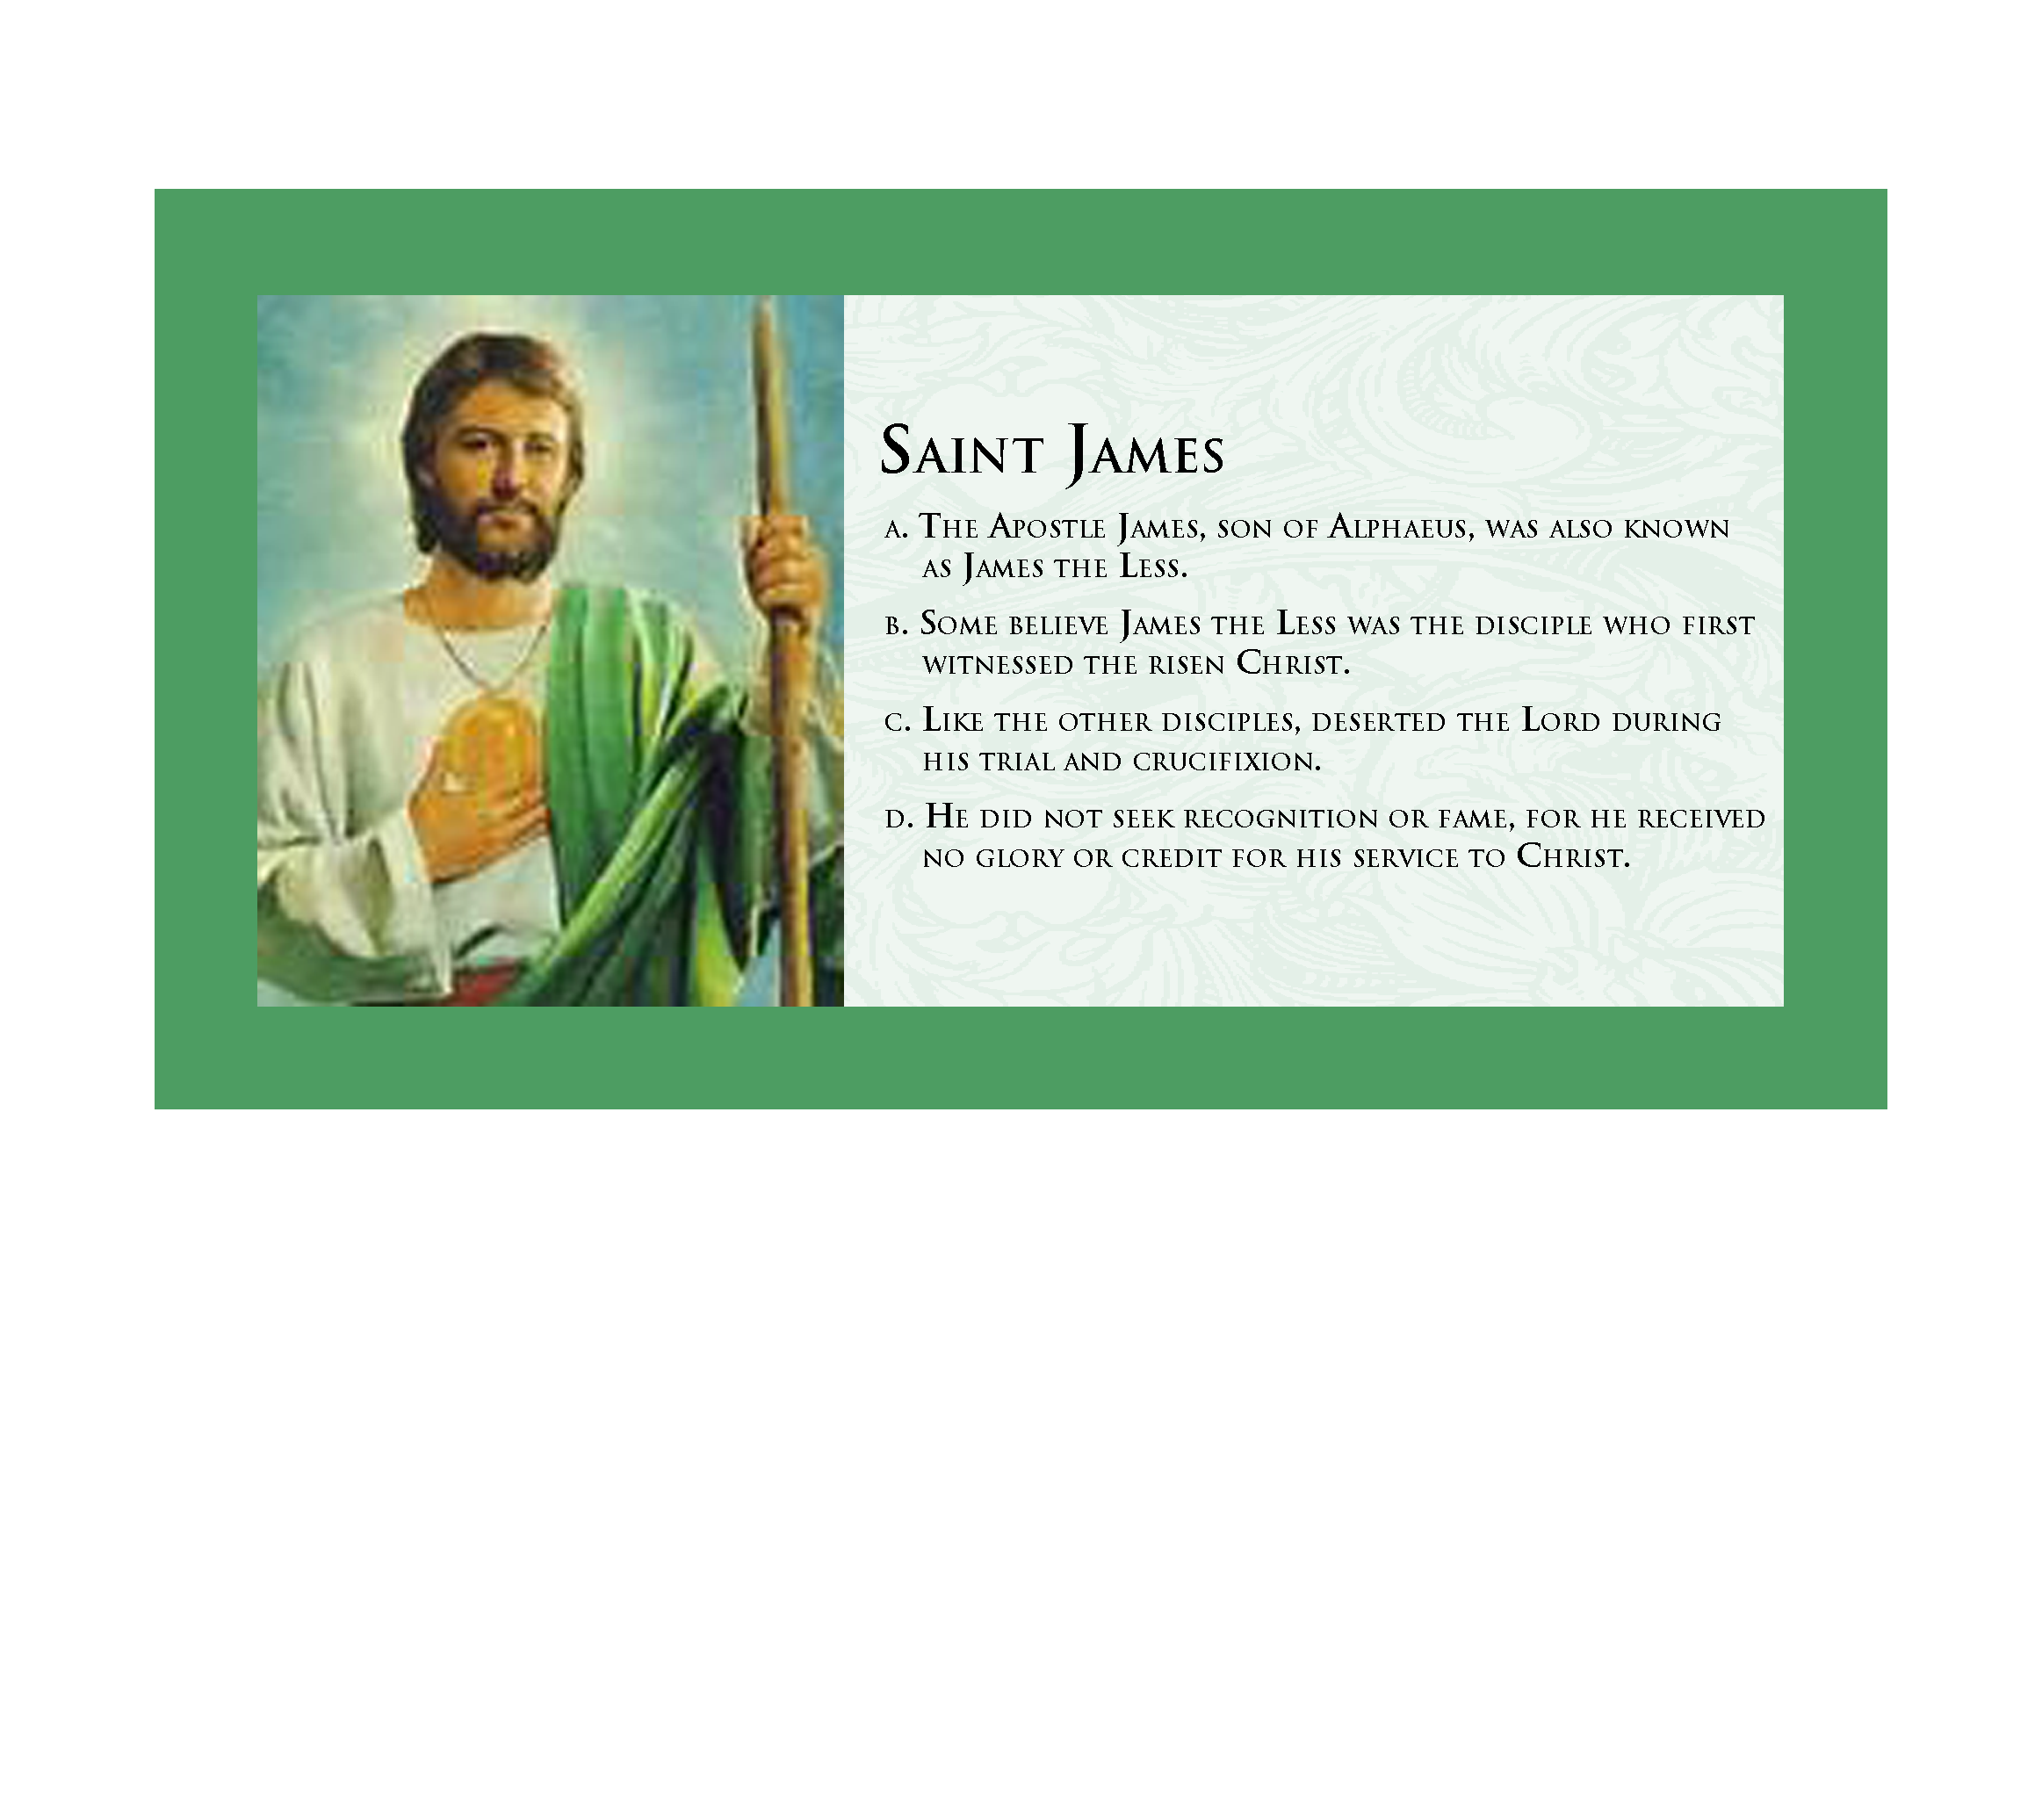 Saint James
a. The Apostle James, son of Alphaeus, was also known
as James the Less.
b. Some believe James the Less was the disciple who first
witnessed the risen Christ.
c. Like the other disciples, deserted the Lord during
his trial and crucifixion.
d. He did not seek recognition or fame, for he received
no glory or credit for his service to Christ.